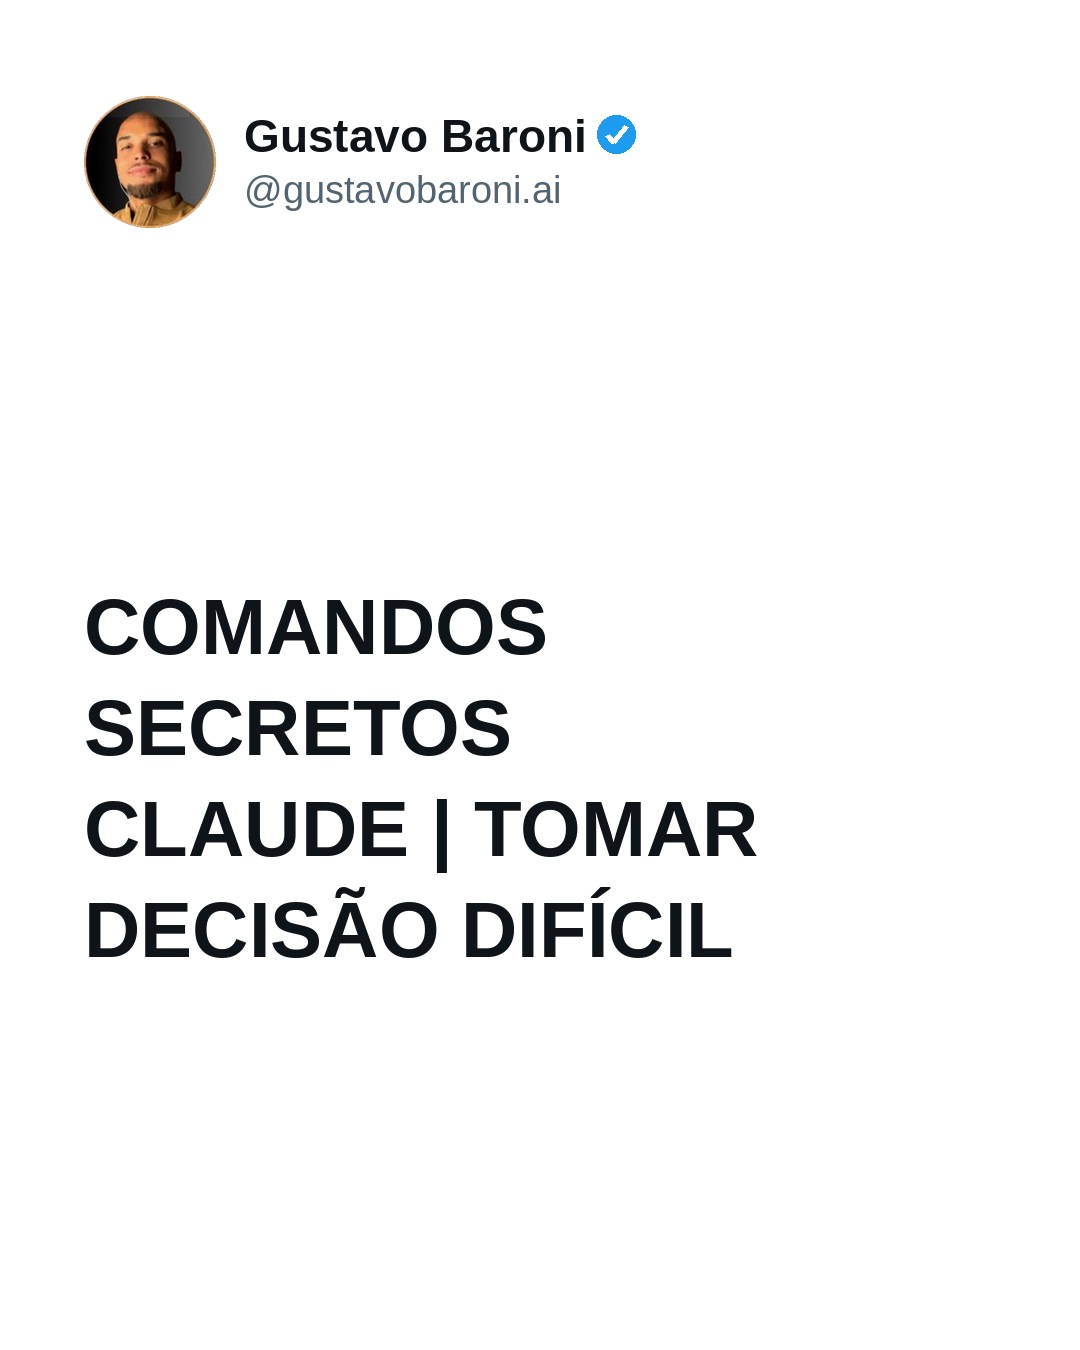 Gustavo Baroni
@gustavobaroni.ai
COMANDOS
SECRETOS
CLAUDE | TOMAR
DECISÃO DIFÍCIL